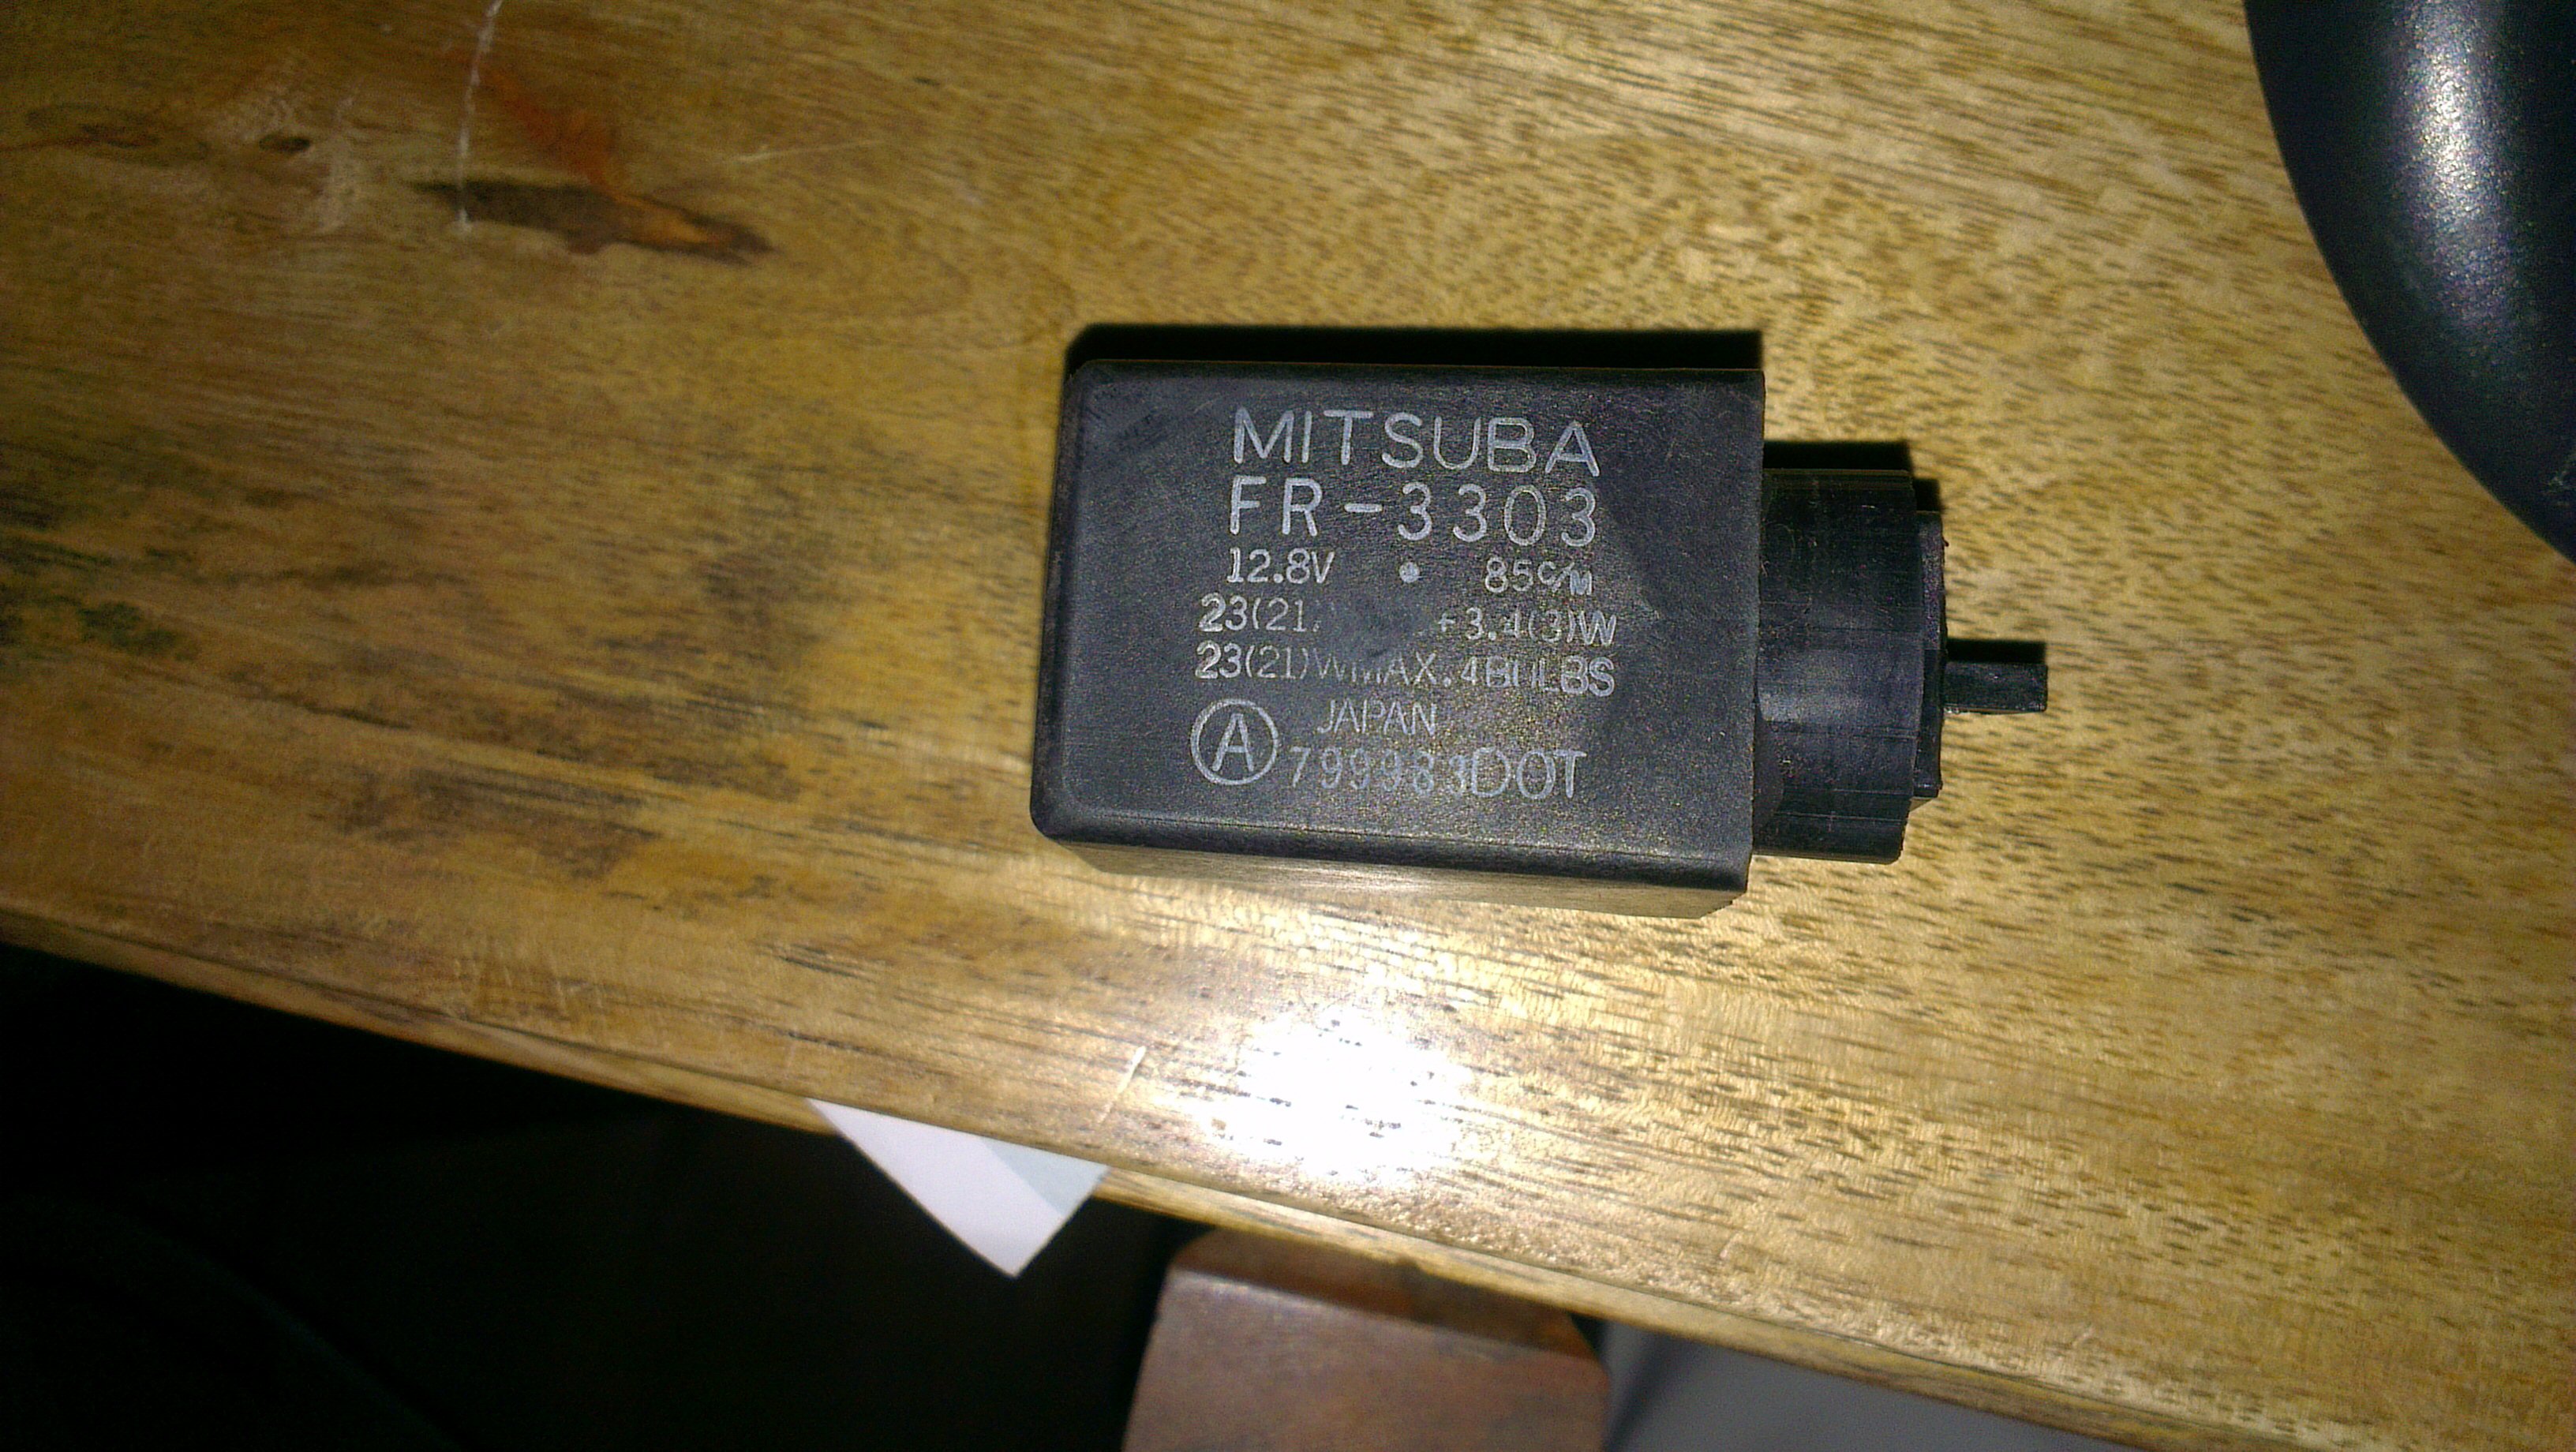 MITSUBA
FR-3303
12.8V • 85c/m
23(21) +3.4(3)W
23(21)WMAX.4BULBS
JAPAN
A 799983DOT